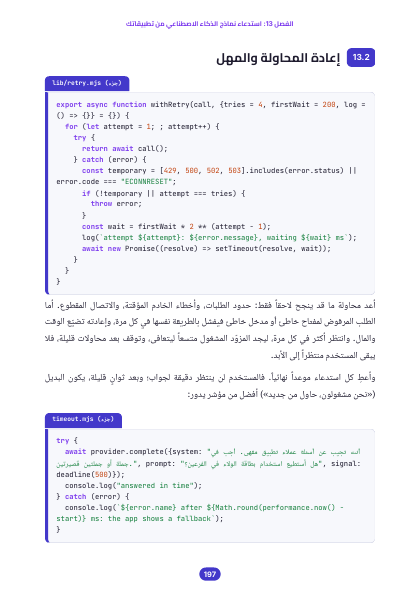 الفصل 13: استدعاء نماذج الذكاء الاصطناعي من تطبيقاتك
13.2 إعادة المحاولة والمهل
lib/retry.mjs (جزء)
export async function withRetry(call, {tries = 4, firstWait = 200, log =
() => {}} = {}) {
  for (let attempt = 1; ; attempt++) {
    try {
      return await call();
    } catch (error) {
      const temporary = [429, 500, 502, 503].includes(error.status) ||
error.code === "ECONNRESET";
      if (!temporary || attempt === tries) {
        throw error;
      }
      const wait = firstWait * 2 ** (attempt - 1);
      log(`attempt ${attempt}: ${error.message}, waiting ${wait} ms`);
      await new Promise((resolve) => setTimeout(resolve, wait));
    }
  }
}
أعد محاولة ما قد ينجح لاحقاً فقط: حدود الطلبات، وأخطاء الخادم المؤقتة، والاتصال المقطوع. أما
الطلب المرفوض لمفتاح خاطئ أو مدخل خاطئ فيفشل بالطريقة نفسها في كل مرة، وإعادته تضيّع الوقت
والمال. وانتظر أكثر في كل مرة، ليجد المزوّد المشغول متسعاً ليتعافى، وتوقف بعد محاولات قليلة، فلا
يبقى المستخدم منتظراً إلى الأبد.
وأعطِ كل استدعاء موعداً نهائياً. فالمستخدم لن ينتظر دقيقة لجواب؛ وبعد ثوانٍ قليلة، يكون البديل
(«نحن مشغولون، حاول من جديد») أفضل من مؤشر يدور:
timeout.mjs (جزء)
try {
  await provider.complete({system: "أنت تجيب عن أسئلة عملاء تطبيق مقهى. أجب في
جملة أو جملتين قصيرتين.", prompt: "هل أستطيع استخدام بطاقة الولاء في الفرعين؟", signal:
deadline(500)});
  console.log("answered in time");
} catch (error) {
  console.log(`${error.name} after ${Math.round(performance.now() -
start)} ms: the app shows a fallback`);
}
197